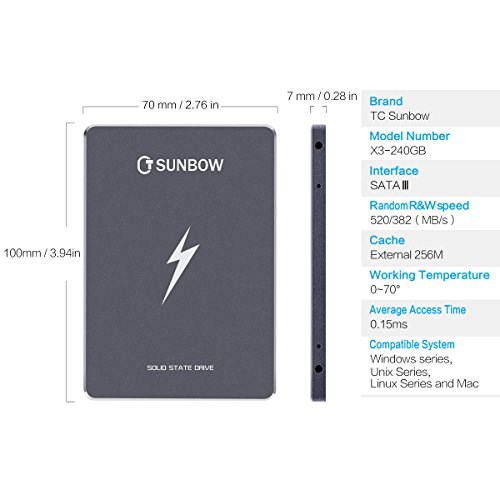 70 mm / 2.76 in
7 mm / 0.28 in
100mm / 3.94in
SUNBOW
SOLID STATE DRIVE
Brand
TC Sunbow
Model Number
X3-240GB
Interface
SATA Ⅲ
Random R&W speed
520/382 ( MB/s )
Cache
External 256M
Working Temperature
0~70°
Average Access Time
0.15ms
Compatible System
Windows series,
Unix Series,
Linux Series and Mac